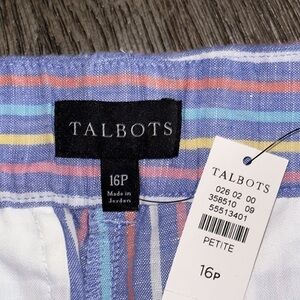 TALBOTS
16P
Made in
Jordan
TALBOTS
026 02 00
358510 09
55513401
PETITE
16P